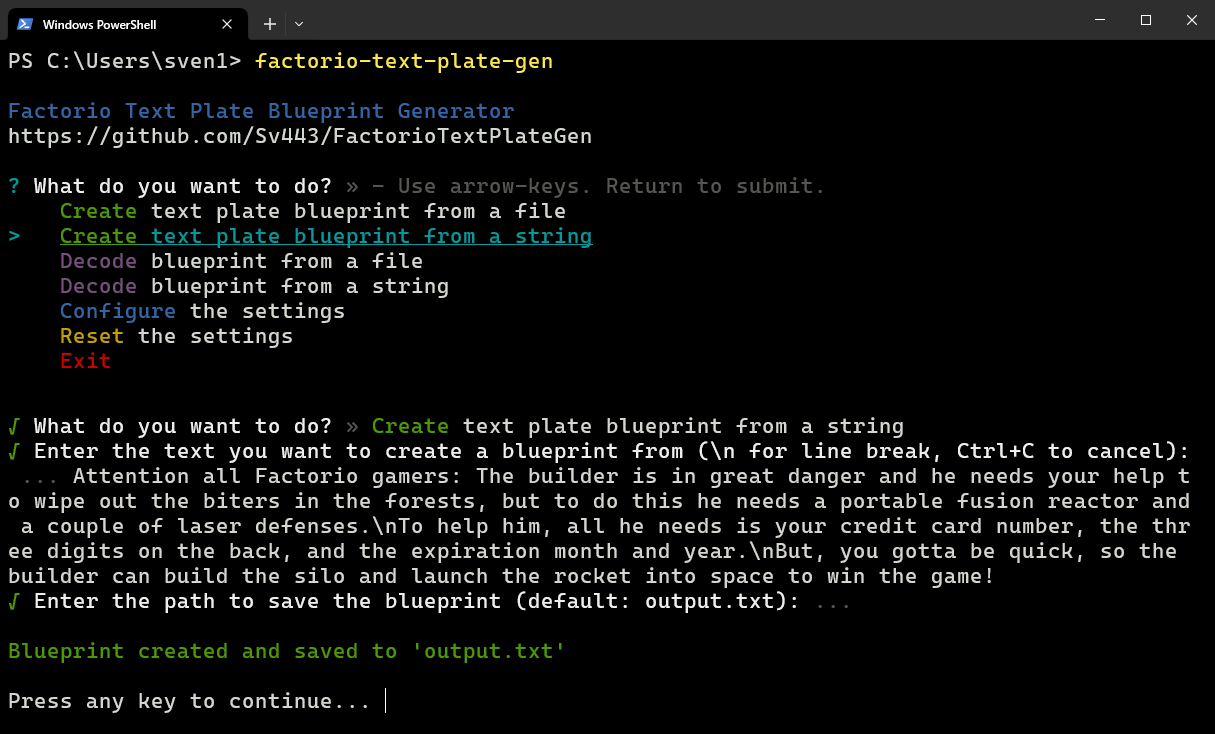 Windows PowerShell
PS C:\Users\sven1> factorio-text-plate-gen
Factorio Text Plate Blueprint Generator
https://github.com/Sv443/FactorioTextPlateGen
? What do you want to do? » - Use arrow-keys. Return to submit.
Create text plate blueprint from a file
> Create text plate blueprint from a string
Decode blueprint from a file
Decode blueprint from a string
Configure the settings
Reset the settings
Exit
√ What do you want to do? » Create text plate blueprint from a string
√ Enter the text you want to create a blueprint from (\n for line break, Ctrl+C to cancel):
... Attention all Factorio gamers: The builder is in great danger and he needs your help t
o wipe out the biters in the forests, but to do this he needs a portable fusion reactor and
a couple of laser defenses.\nTo help him, all he needs is your credit card number, the thr
ee digits on the back, and the expiration month and year.\nBut, you gotta be quick, so the
builder can build the silo and launch the rocket into space to win the game!
√ Enter the path to save the blueprint (default: output.txt): ...
Blueprint created and saved to 'output.txt'
Press any key to continue...